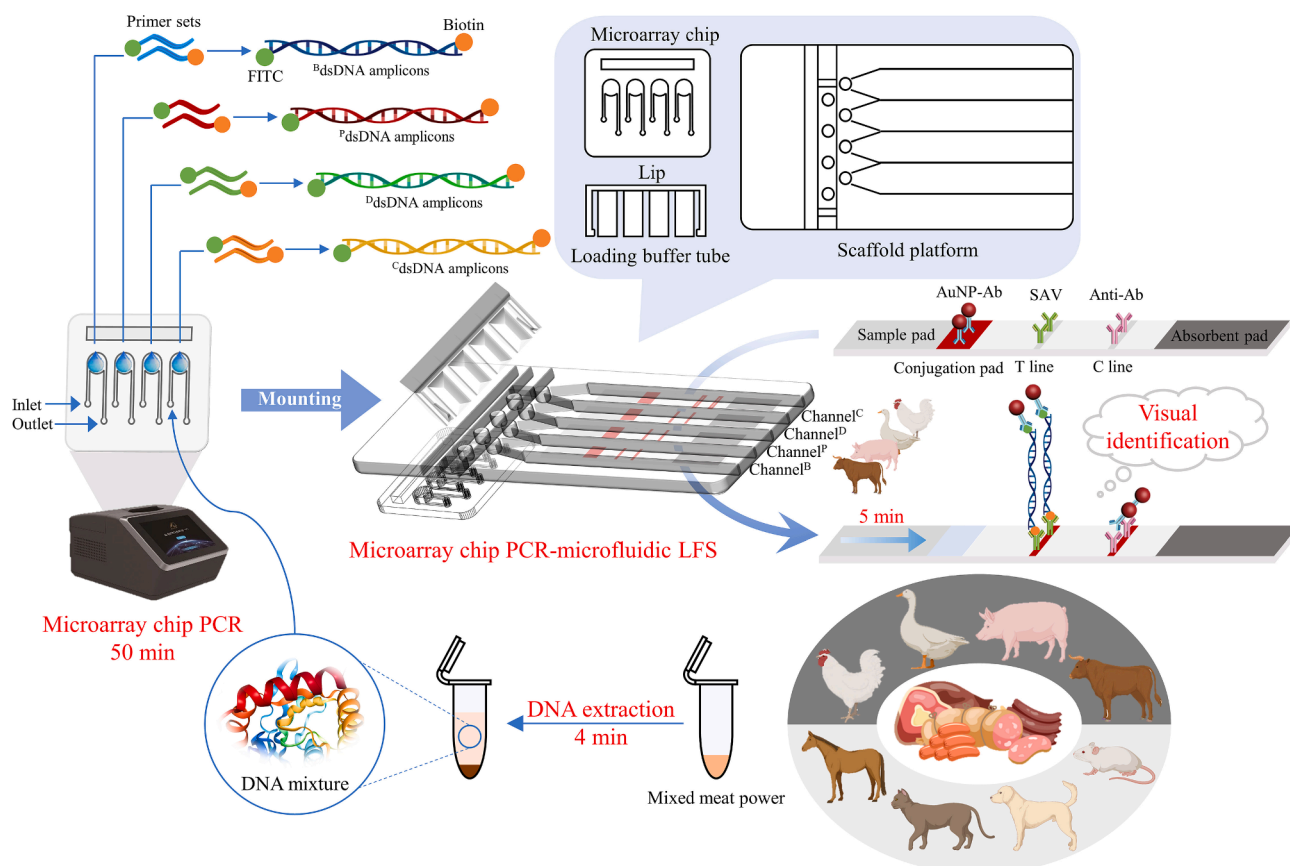 Primer sets
Biotin
FITC
ᴮdsDNA amplicons
ᴾdsDNA amplicons
ᴰdsDNA amplicons
ᶜdsDNA amplicons
Microarray chip
Lip
Loading buffer tube
Scaffold platform
Inlet
Outlet
Mounting
Channelᶜ
Channelᴰ
Channelᴾ
Channelᴮ
AuNP-Ab
SAV
Anti-Ab
Sample pad
Absorbent pad
Conjugation pad
T line
C line
Visual
identification
5 min
Microarray chip PCR-microfluidic LFS
Microarray chip PCR
50 min
DNA mixture
DNA extraction
4 min
Mixed meat power